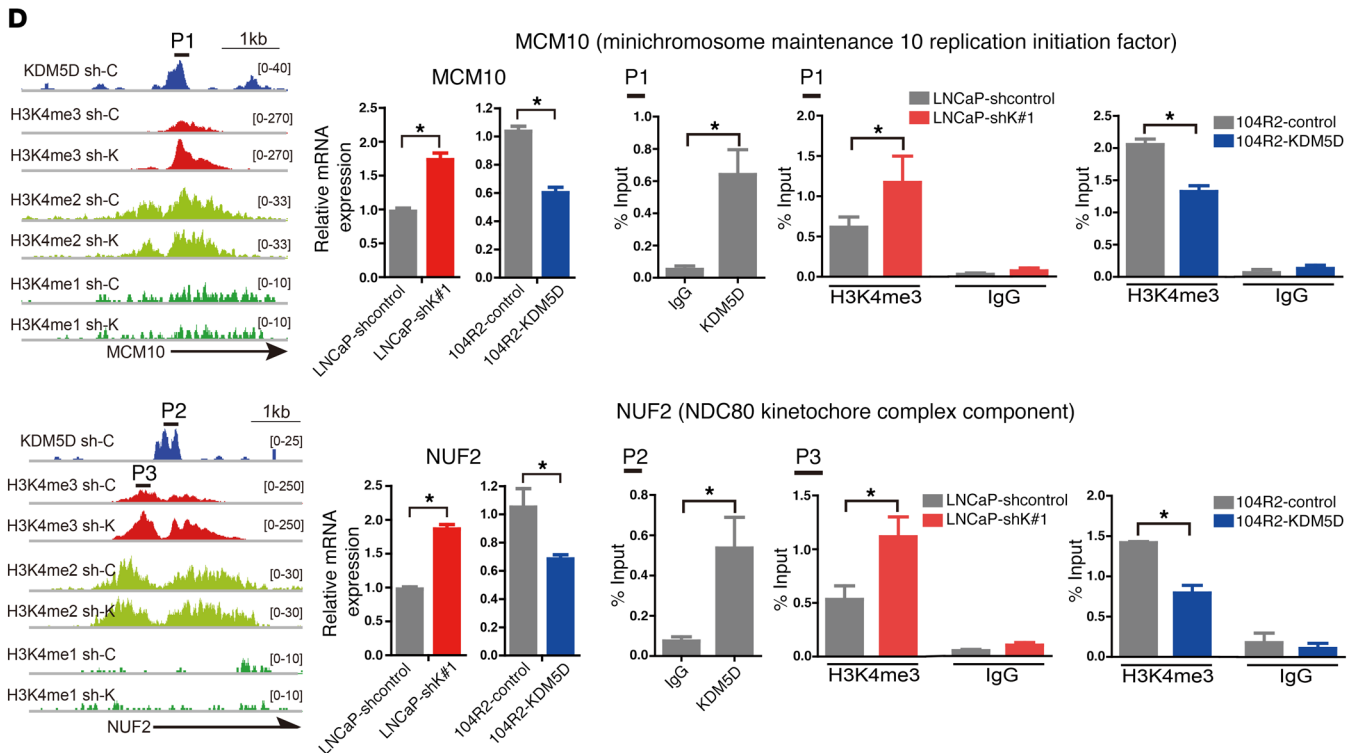 D
P1
1kb
KDM5D sh-C
[0-40]
H3K4me3 sh-C
[0-270]
H3K4me3 sh-K
[0-270]
H3K4me2 sh-C
[0-33]
H3K4me2 sh-K
[0-33]
H3K4me1 sh-C
[0-10]
H3K4me1 sh-K
[0-10]
MCM10
MCM10 (minichromosome maintenance 10 replication initiation factor)
MCM10
Relative mRNA
expression
2.5
2.0
1.5
1.0
0.5
0.0
*
LNCaP-shcontrol
LNCaP-shK#1
1.2
1.0
0.8
0.6
0.4
0.2
0.0
*
104R2-control
104R2-KDM5D
P1
% Input
1.0
0.8
0.6
0.4
0.2
0.0
*
IgG
KDM5D
P1
LNCaP-shcontrol
LNCaP-shK#1
% Input
2.0
1.5
1.0
0.5
0.0
*
H3K4me3
IgG
104R2-control
104R2-KDM5D
% Input
2.5
2.0
1.5
1.0
0.5
0.0
*
H3K4me3
IgG
P2
1kb
KDM5D sh-C
[0-25]
P3
H3K4me3 sh-C
[0-250]
H3K4me3 sh-K
[0-250]
H3K4me2 sh-C
[0-30]
H3K4me2 sh-K
[0-30]
H3K4me1 sh-C
[0-10]
H3K4me1 sh-K
[0-10]
NUF2
NUF2 (NDC80 kinetochore complex component)
NUF2
Relative mRNA
expression
2.5
2.0
1.5
1.0
0.5
0.0
*
LNCaP-shcontrol
LNCaP-shK#1
1.2
1.0
0.8
0.6
0.4
0.2
0.0
*
104R2-control
104R2-KDM5D
P2
% Input
0.8
0.6
0.4
0.2
0.0
*
IgG
KDM5D
P3
LNCaP-shcontrol
LNCaP-shK#1
% Input
1.5
1.0
0.5
0.0
*
H3K4me3
IgG
104R2-control
104R2-KDM5D
% Input
2.0
1.5
1.0
0.5
0.0
*
H3K4me3
IgG